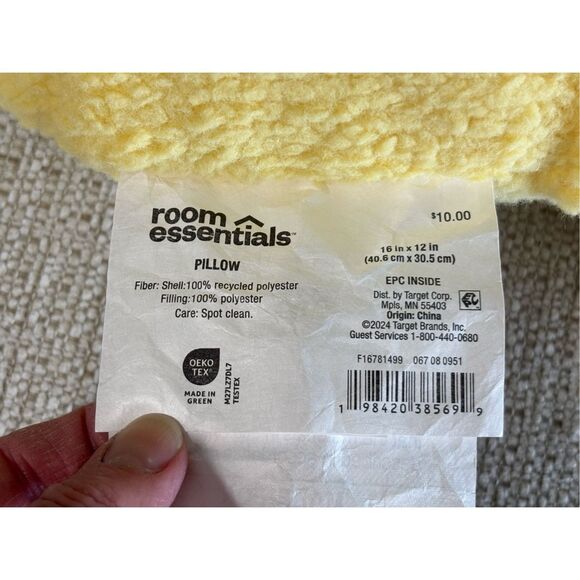 room
essentials™
PILLOW
Fiber: Shell:100% recycled polyester
Filling:100% polyester
Care: Spot clean.
OEKO
TEX®
MADE IN
GREEN
M27LZ7DL7
TESTEX
$10.00
16 in x 12 in
(40.6 cm x 30.5 cm)
EPC INSIDE
Dist. by Target Corp.
Mpls, MN 55403
Origin: China
©2024 Target Brands, Inc.
Guest Services 1-800-440-0680
F16781499 067 08 0951
1 98420 38569 9